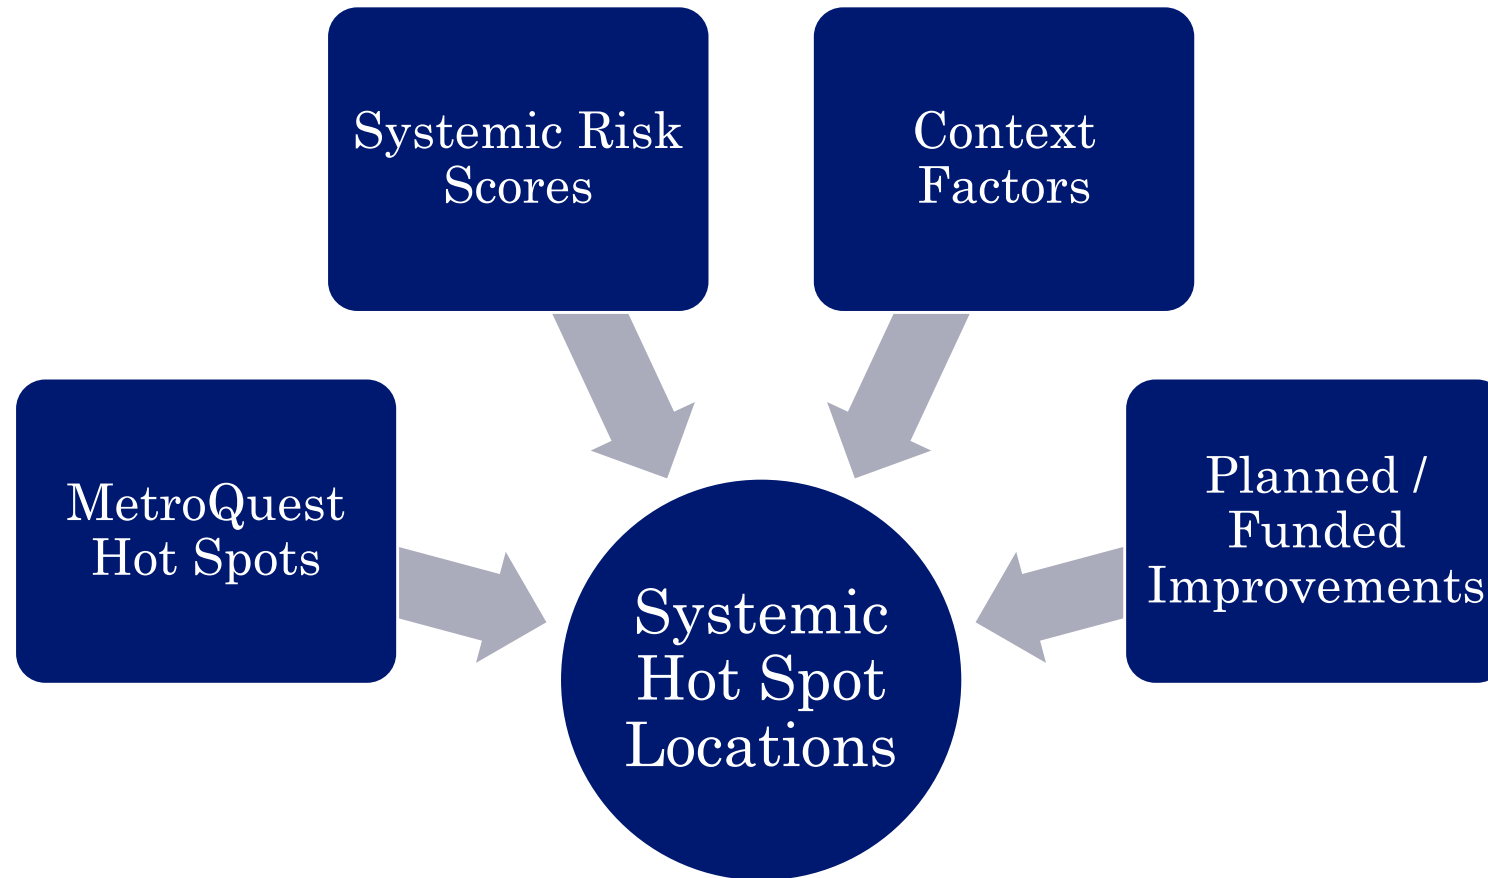 Systemic Risk
Scores
Context
Factors
MetroQuest
Hot Spots
Planned /
Funded
Improvements
Systemic
Hot Spot
Locations